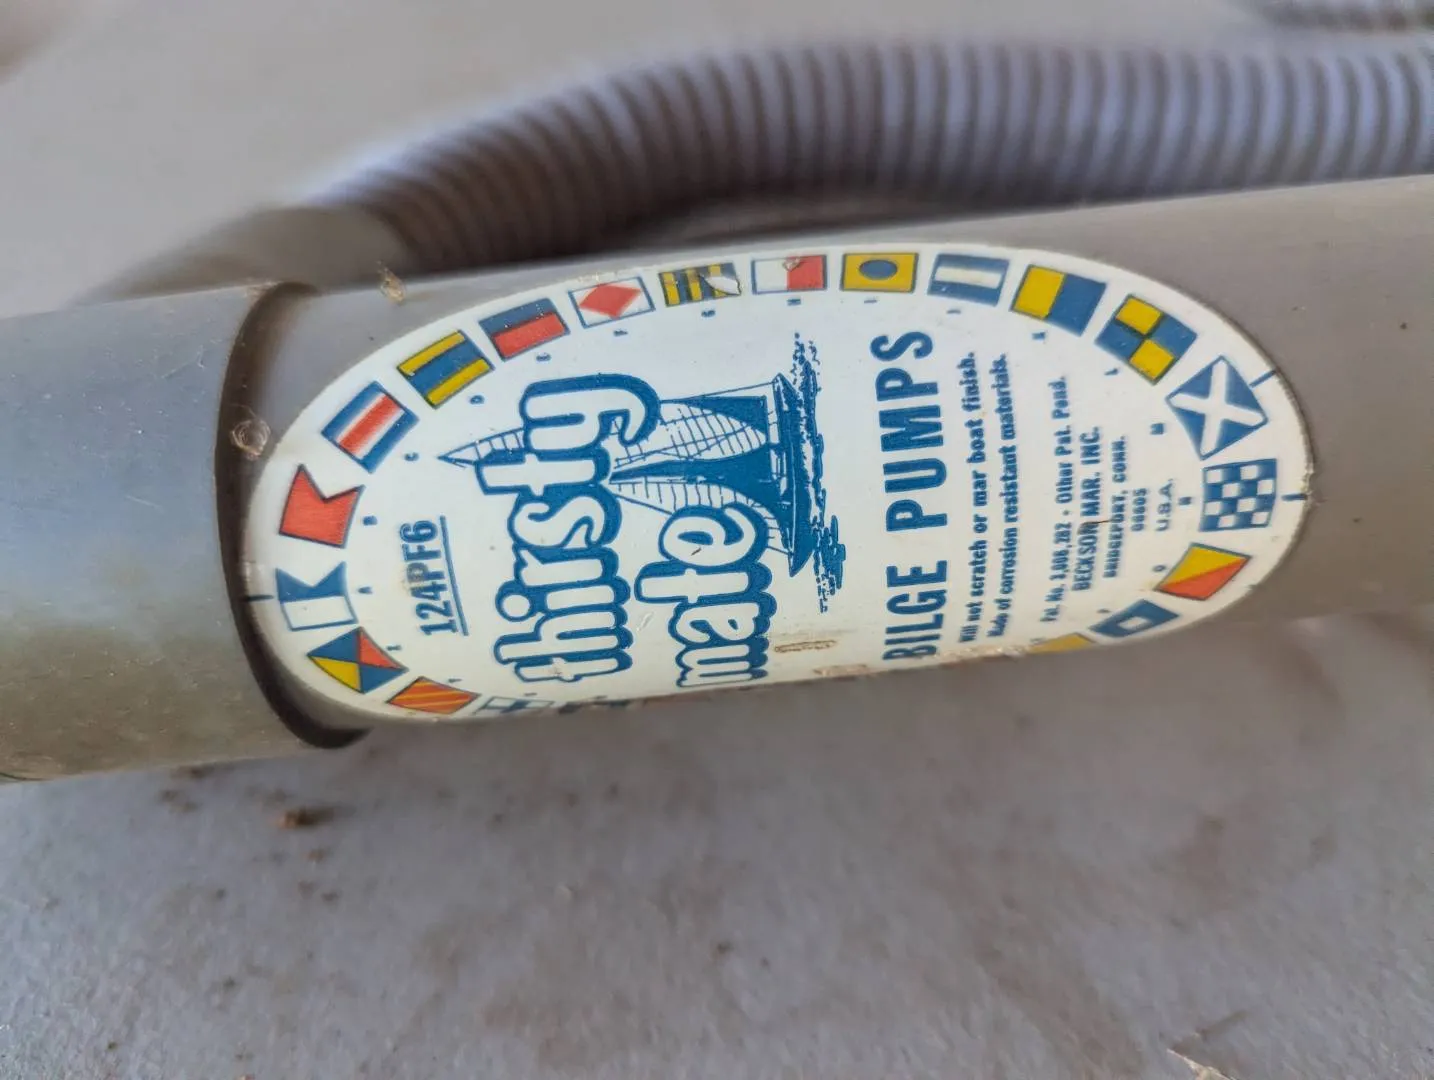 124PF6
thirsty
mate
BILGE PUMPS
Will not scratch or mar boat finish.
Made of corrosion resistant materials.
Pat. No. 3,086,282 - Other Pat. Pend.
BECKSON MAR. INC.
BRIDGEPORT, CONN.
06605
U.S.A.
A
B
C
D
E
F
G
H
I
J
K
L
M
N
O
P